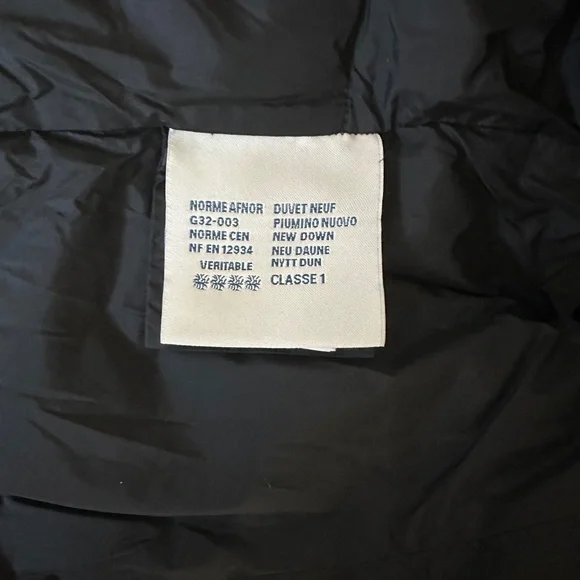 NORME AFNOR
G32-003
NORME CEN
NF EN 12934
VERITABLE
DUVET NEUF
PIUMINO NUOVO
NEW DOWN
NEU DAUNE
NYTT DUN
CLASSE 1